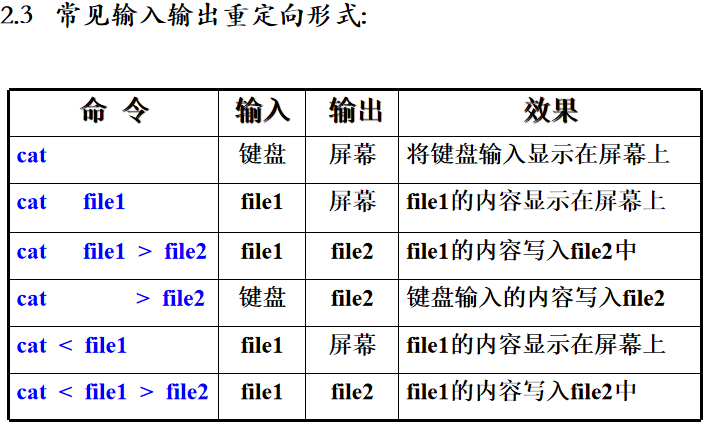 2.3 常见输入输出重定向形式:
命 令 输入 输出 效果
cat 键盘 屏幕 将键盘输入显示在屏幕上
cat file1 file1 屏幕 file1的内容显示在屏幕上
cat file1 > file2 file1 file2 file1的内容写入file2中
cat > file2 键盘 file2 键盘输入的内容写入file2
cat < file1 file1 屏幕 file1的内容显示在屏幕上
cat < file1 > file2 file1 file2 file1的内容写入file2中